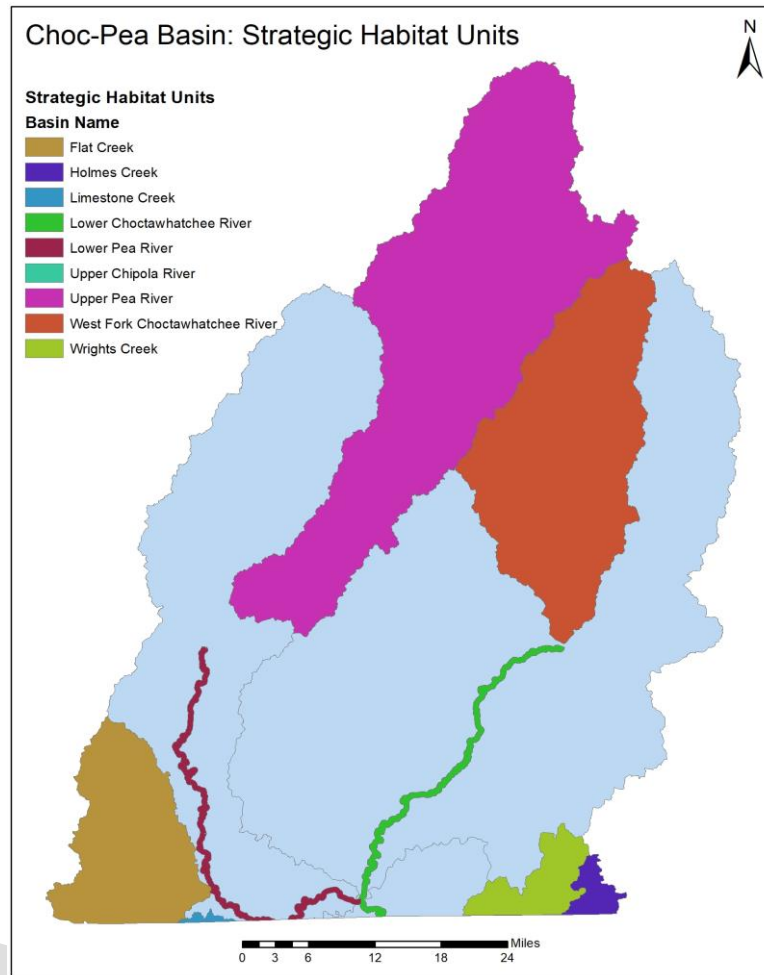 Choc-Pea Basin: Strategic Habitat Units
N
Strategic Habitat Units
Basin Name
Flat Creek
Holmes Creek
Limestone Creek
Lower Choctawhatchee River
Lower Pea River
Upper Chipola River
Upper Pea River
West Fork Choctawhatchee River
Wrights Creek
Miles
0 3 6 12 18 24